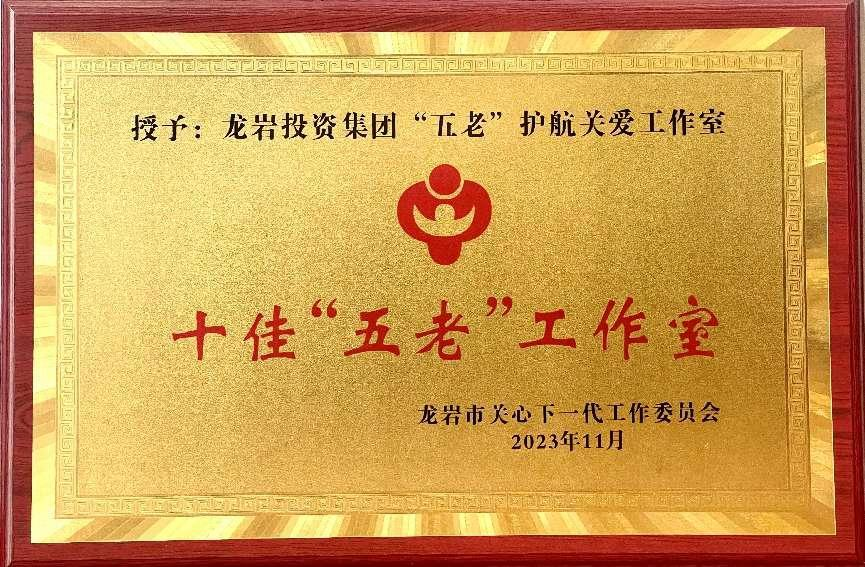 授予：龙岩投资集团“五老”护航关爱工作室
十佳“五老”工作室
龙岩市关心下一代工作委员会
2023年11月